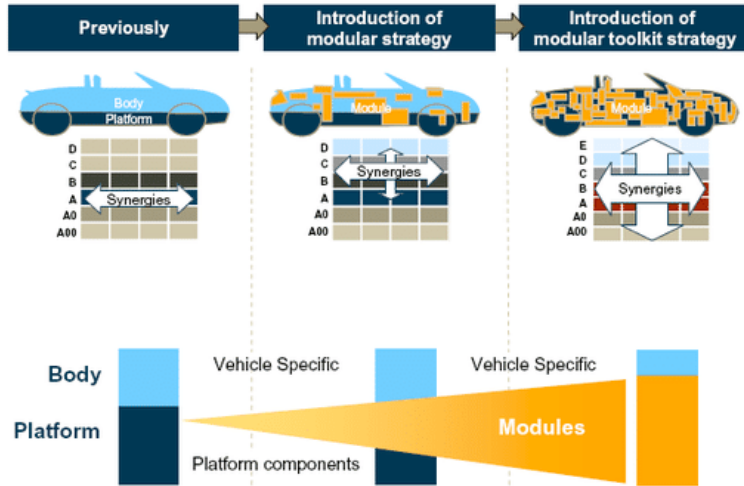 Previously
Introduction of
modular strategy
Introduction of
modular toolkit strategy
Body
Platform
Module
Module
D
C
B
A
A0
A00
Synergies
D
C
B
A
A0
A00
Synergies
E
D
C
B
A
A0
A00
Synergies
Body
Platform
Vehicle Specific
Vehicle Specific
Modules
Platform components